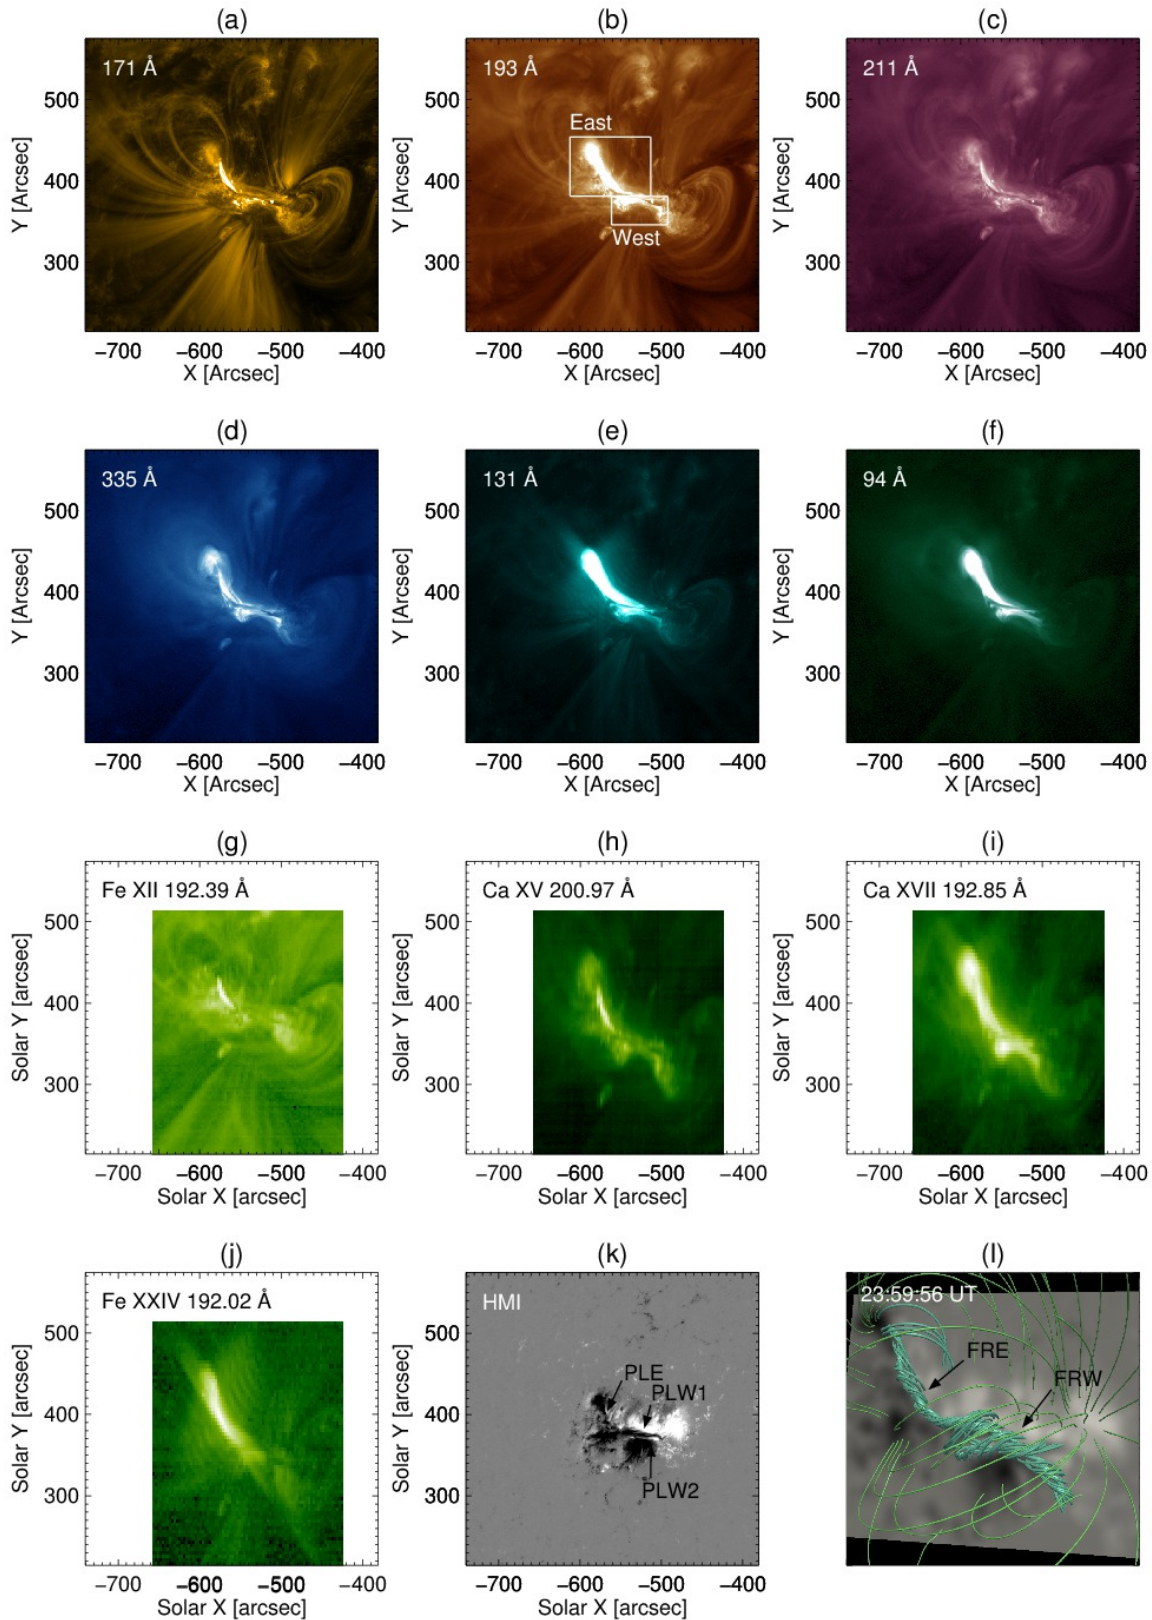 (a) (b) (c)
171 Å 193 Å 211 Å
East
West
500 500 500
400 400 400
300 300 300
Y [Arcsec] Y [Arcsec] Y [Arcsec]
−700 −600 −500 −400 −700 −600 −500 −400 −700 −600 −500 −400
X [Arcsec] X [Arcsec] X [Arcsec]
(d) (e) (f)
335 Å 131 Å 94 Å
500 500 500
400 400 400
300 300 300
Y [Arcsec] Y [Arcsec] Y [Arcsec]
−700 −600 −500 −400 −700 −600 −500 −400 −700 −600 −500 −400
X [Arcsec] X [Arcsec] X [Arcsec]
(g) (h) (i)
Fe XII 192.39 Å Ca XV 200.97 Å Ca XVII 192.85 Å
500 500 500
400 400 400
300 300 300
Solar Y [arcsec] Solar Y [arcsec] Solar Y [arcsec]
−700 −600 −500 −400 −700 −600 −500 −400 −700 −600 −500 −400
Solar X [arcsec] Solar X [arcsec] Solar X [arcsec]
(j) (k) (l)
Fe XXIV 192.02 Å HMI 23:59:56 UT
500 500
400 400
300 300
Solar Y [arcsec] Solar Y [arcsec]
PLE
PLW1
PLW2
FRE
FRW
−700 −600 −500 −400 −700 −600 −500 −400
Solar X [arcsec] Solar X [arcsec]